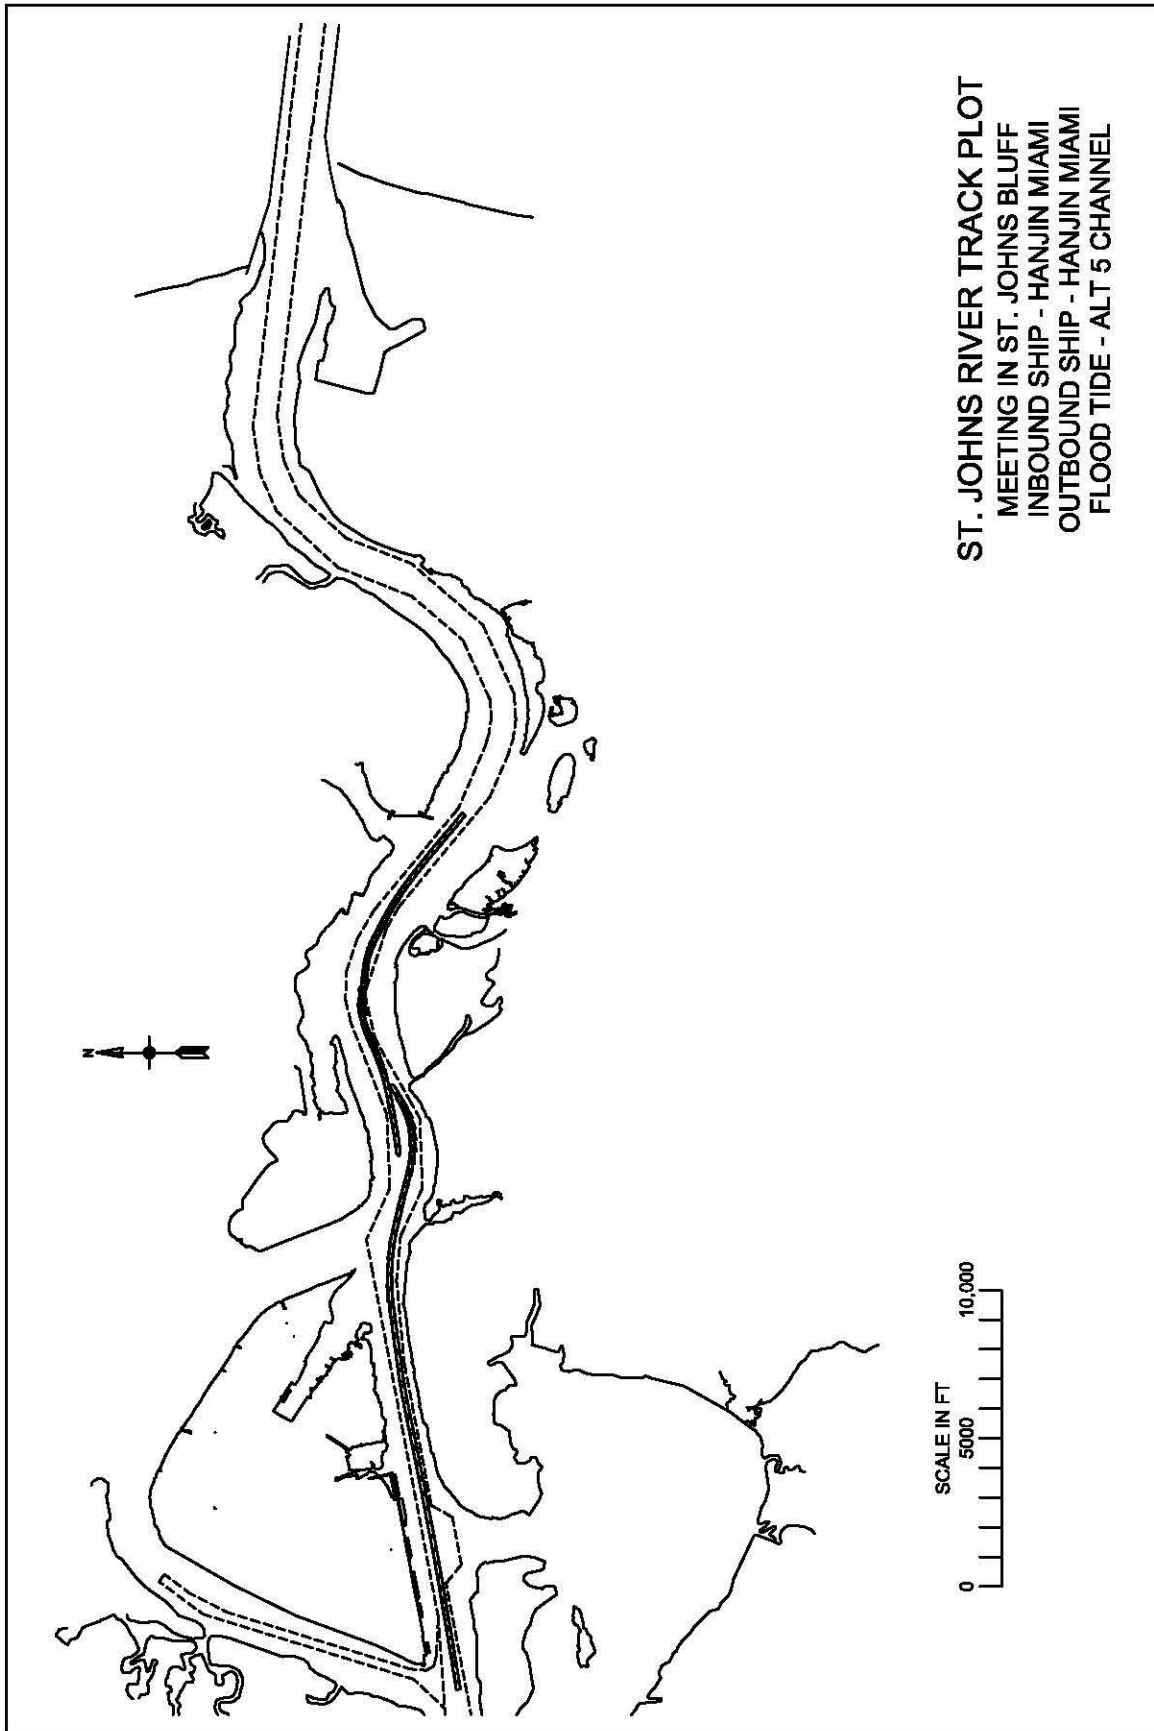 ST. JOHNS RIVER TRACK PLOT
MEETING IN ST. JOHNS BLUFF
INBOUND SHIP - HANJIN MIAMI
OUTBOUND SHIP - HANJIN MIAMI
FLOOD TIDE - ALT 5 CHANNEL
N
SCALE IN FT
0 5000 10,000